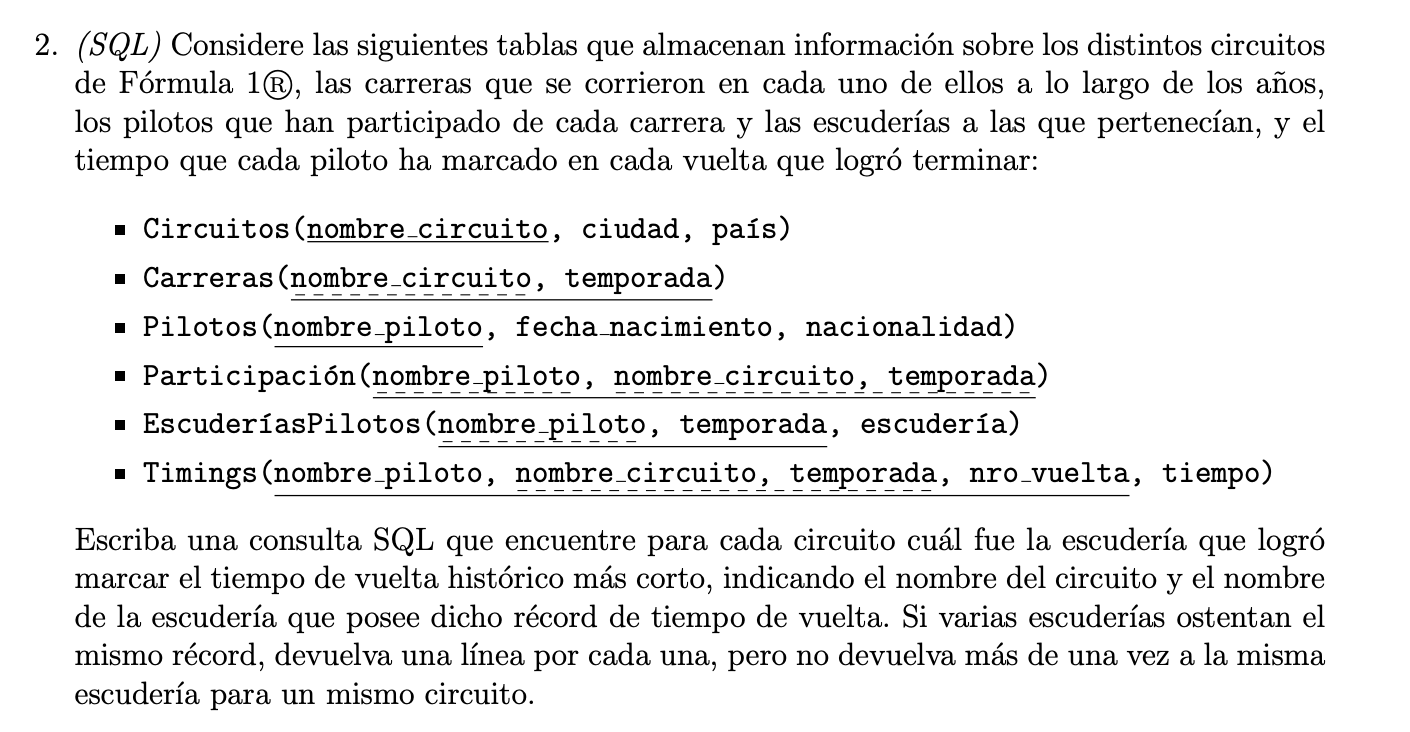 2. (SQL) Considere las siguientes tablas que almacenan información sobre los distintos circuitos
de Fórmula 1®, las carreras que se corrieron en cada uno de ellos a lo largo de los años,
los pilotos que han participado de cada carrera y las escuderías a las que pertenecían, y el
tiempo que cada piloto ha marcado en cada vuelta que logró terminar:
▪ Circuitos(nombre_circuito, ciudad, país)
▪ Carreras(nombre_circuito, temporada)
▪ Pilotos(nombre_piloto, fecha_nacimiento, nacionalidad)
▪ Participación(nombre_piloto, nombre_circuito, temporada)
▪ EscuderíasPilotos(nombre_piloto, temporada, escudería)
▪ Timings(nombre_piloto, nombre_circuito, temporada, nro_vuelta, tiempo)
Escriba una consulta SQL que encuentre para cada circuito cuál fue la escudería que logró
marcar el tiempo de vuelta histórico más corto, indicando el nombre del circuito y el nombre
de la escudería que posee dicho récord de tiempo de vuelta. Si varias escuderías ostentan el
mismo récord, devuelva una línea por cada una, pero no devuelva más de una vez a la misma
escudería para un mismo circuito.